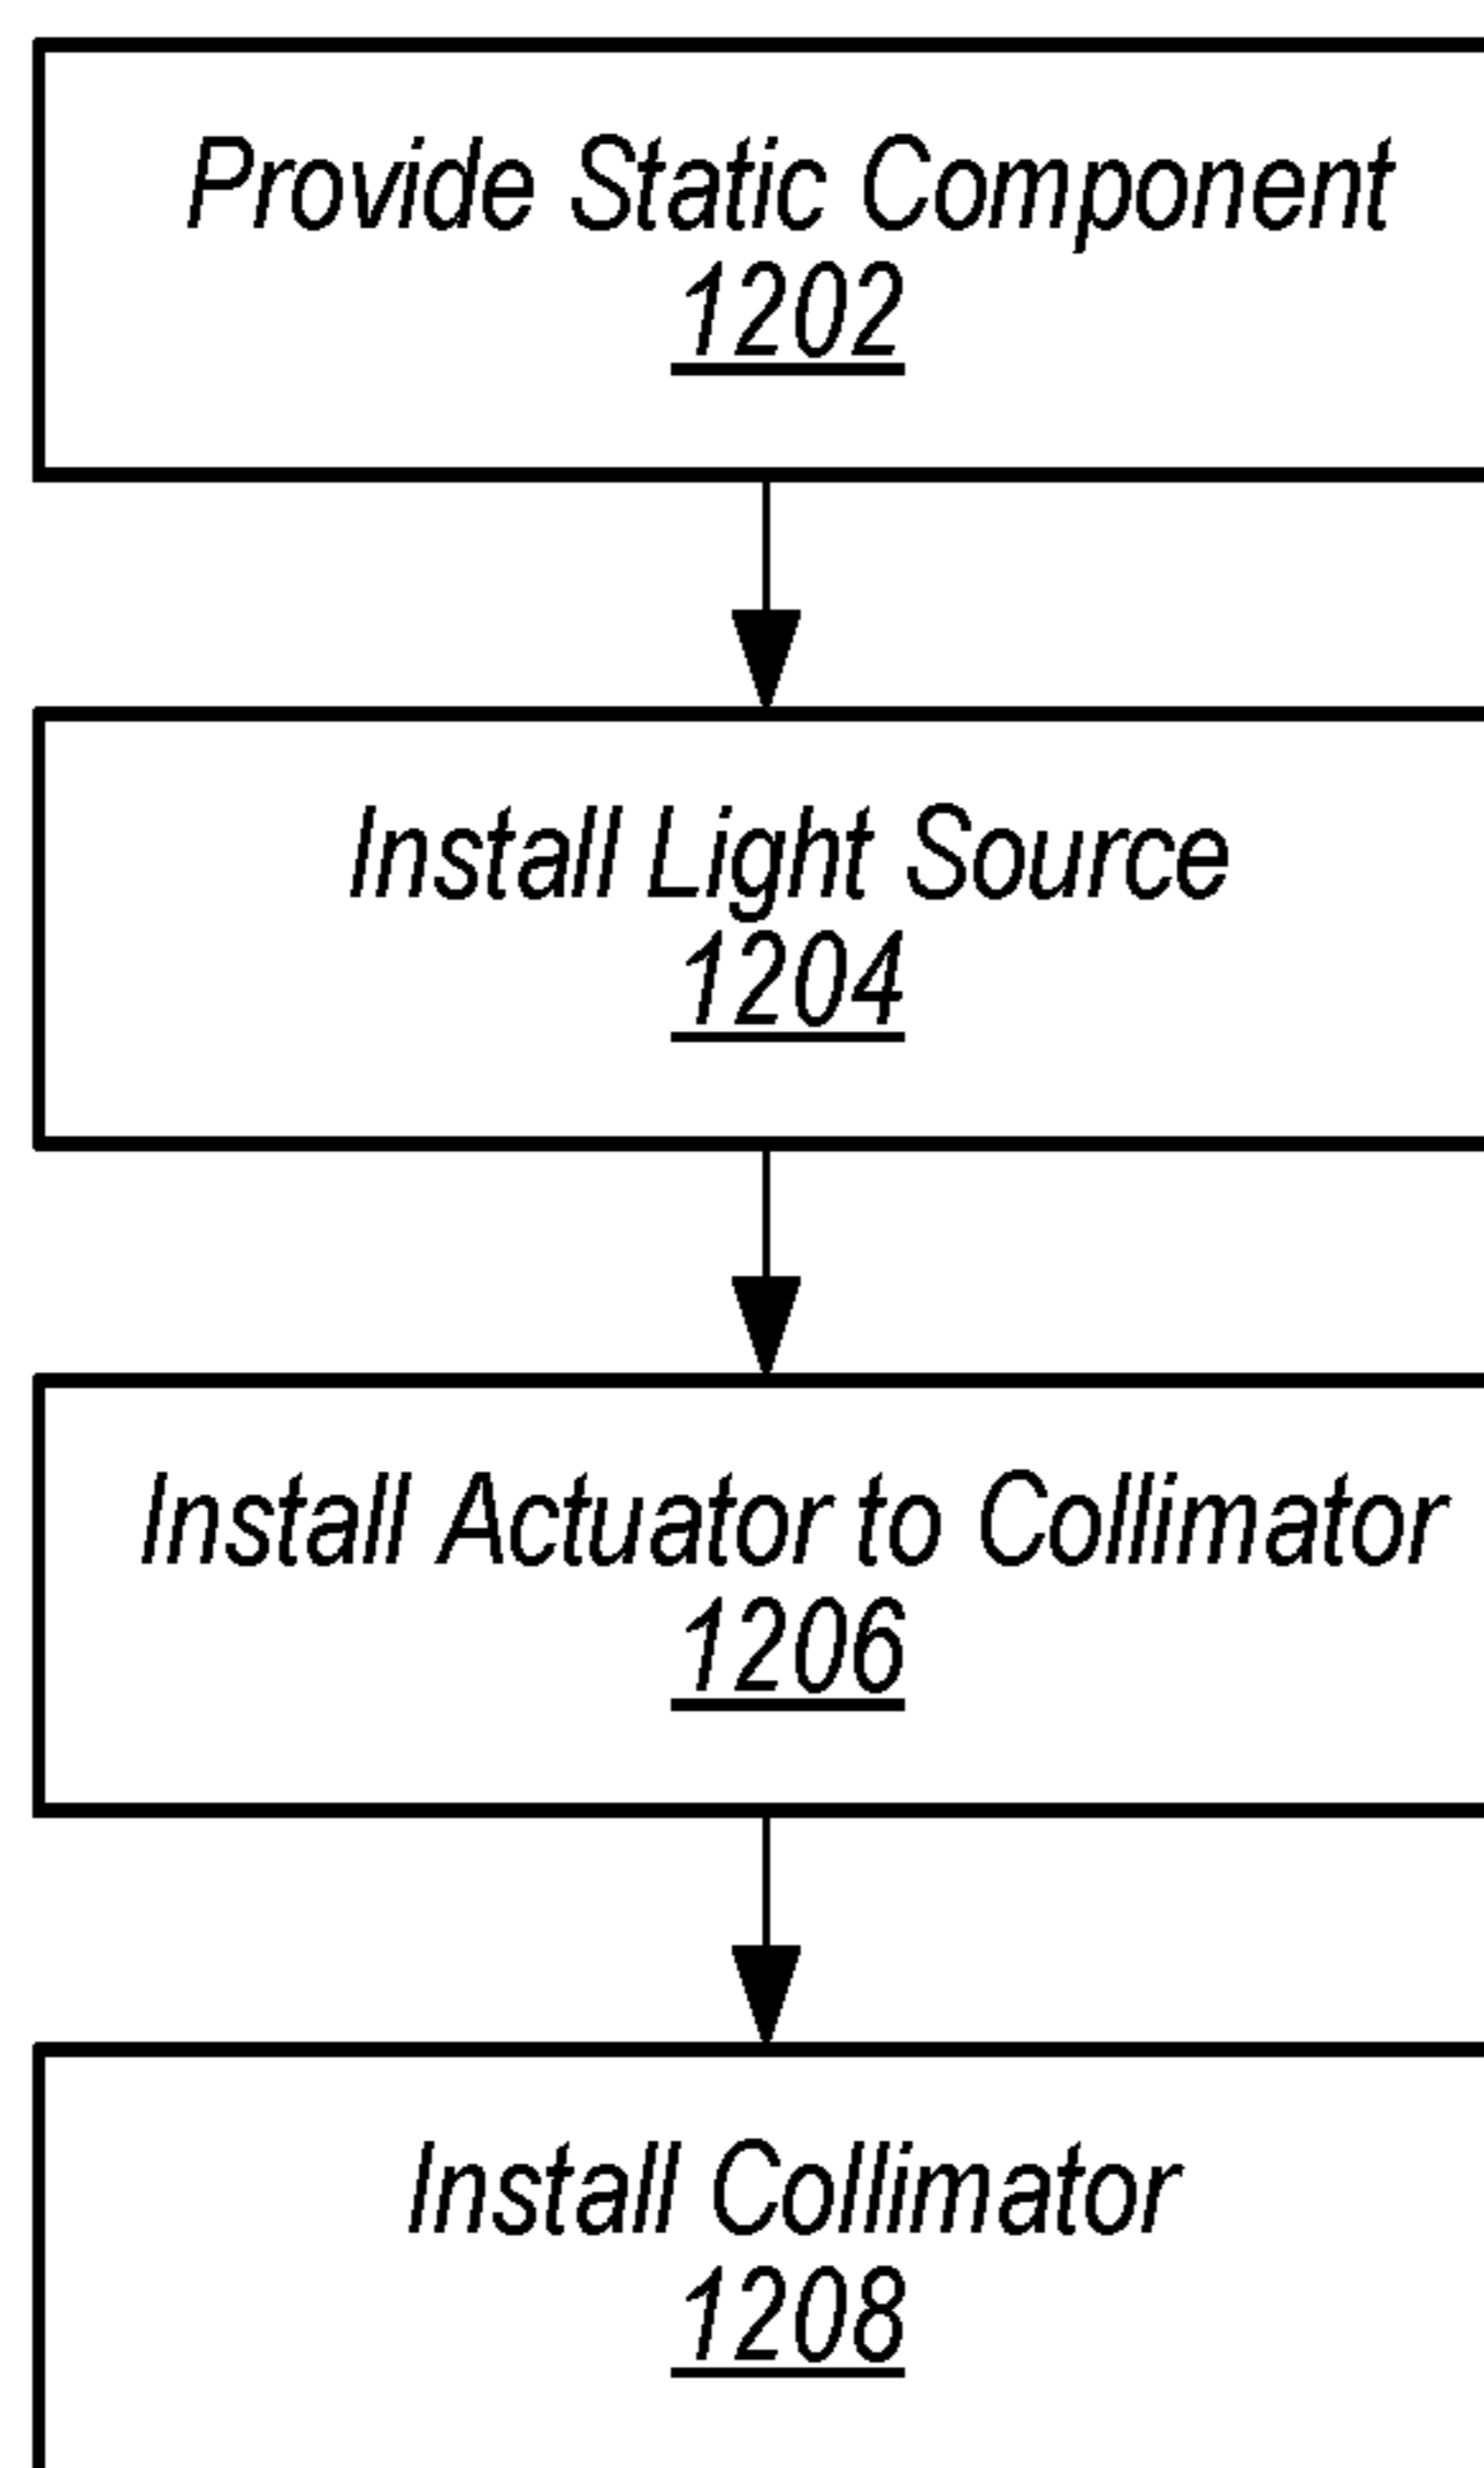 Provide Static Component
1202
Install Light Source
1204
Install Actuator to Collimator
1206
Install Collimator
1208